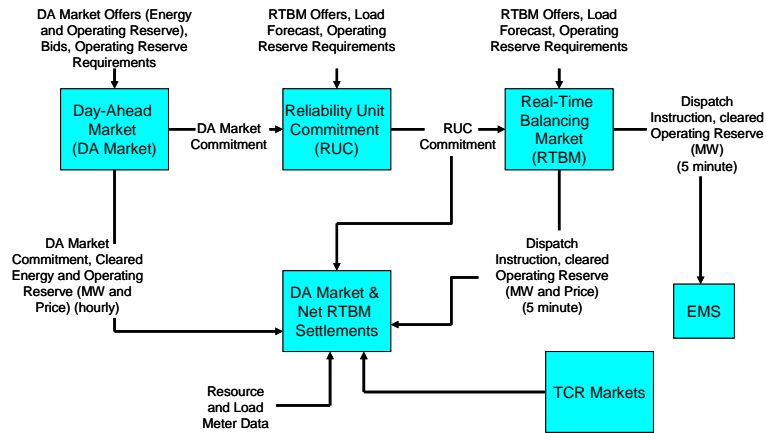 DA Market Offers (Energy
and Operating Reserve),
Bids, Operating Reserve
Requirements
RTBM Offers, Load
Forecast, Operating
Reserve Requirements
RTBM Offers, Load
Forecast, Operating
Reserve Requirements
Day-Ahead
Market
(DA Market)
DA Market
Commitment
Reliability Unit
Commitment
(RUC)
RUC
Commitment
Real-Time
Balancing
Market
(RTBM)
Dispatch
Instruction, cleared
Operating Reserve
(MW)
(5 minute)
DA Market
Commitment, Cleared
Energy and Operating
Reserve (MW and
Price) (hourly)
DA Market &
Net RTBM
Settlements
Dispatch
Instruction, cleared
Operating Reserve
(MW and Price)
(5 minute)
EMS
Resource
and Load
Meter Data
TCR Markets